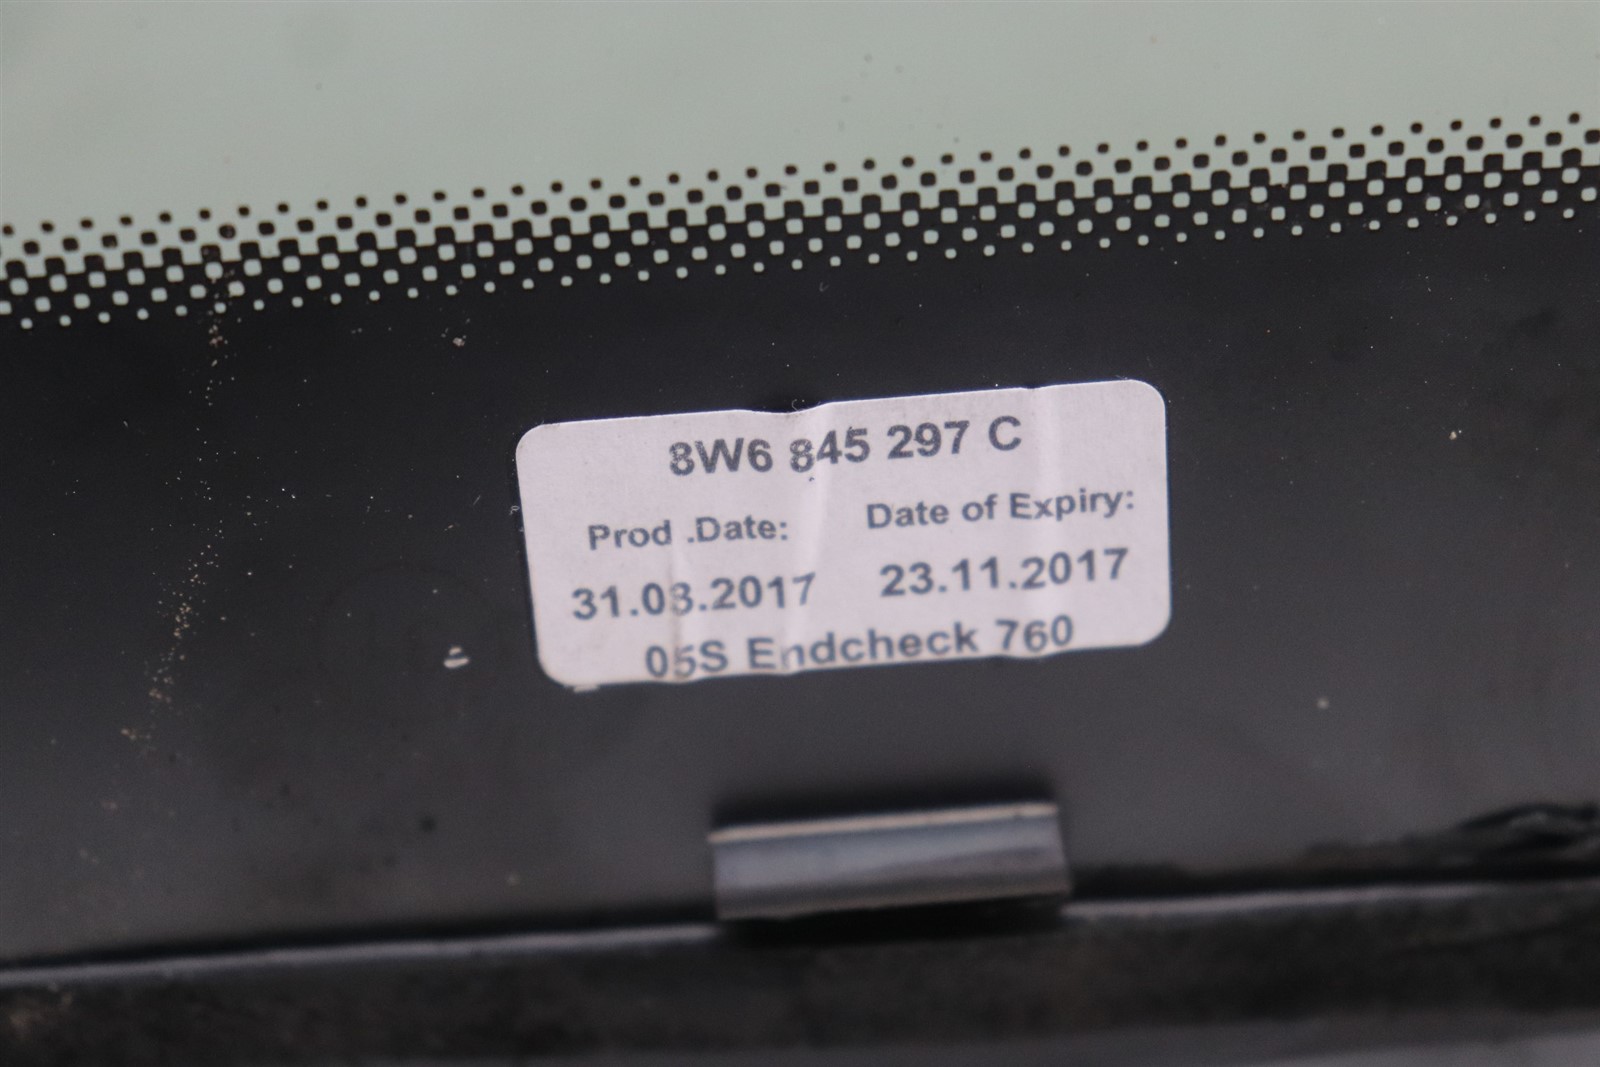 8W6 845 297 C
Prod .Date: Date of Expiry:
31.08.2017 23.11.2017
05S Endcheck 760